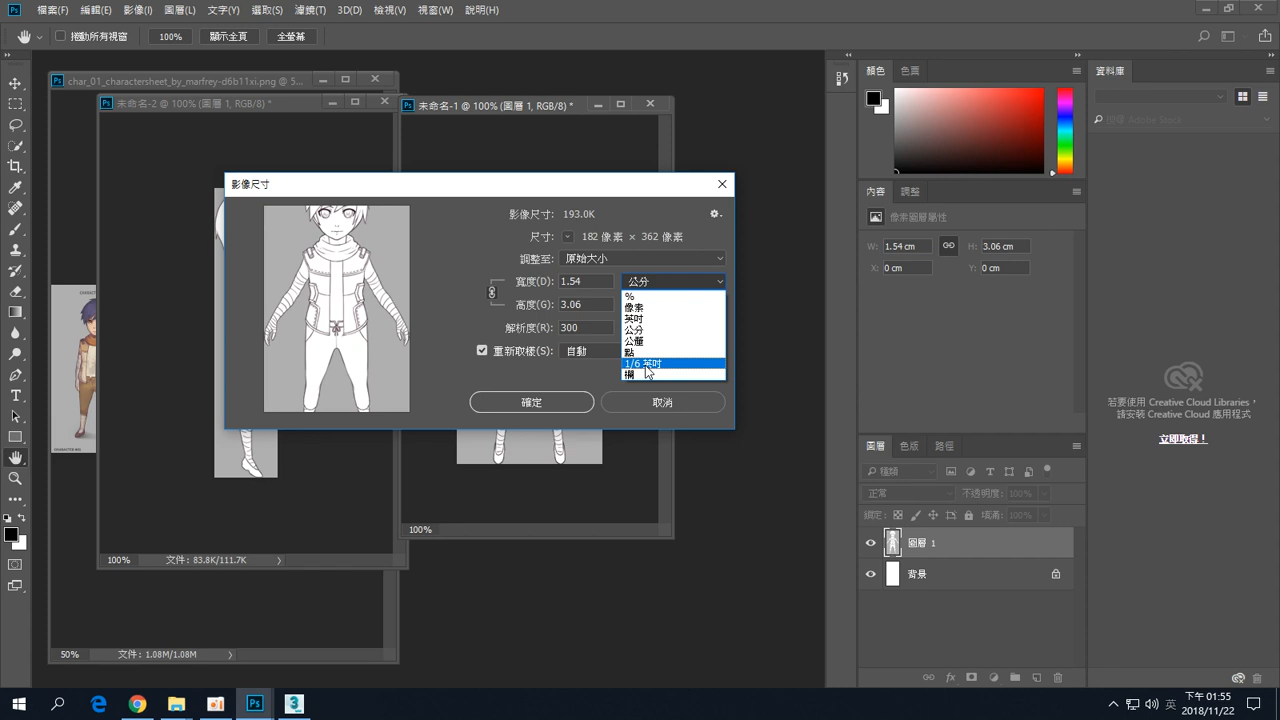 Ps 檔案(F) 編輯(E) 影像(I) 圖層(L) 文字(Y) 選取(S) 濾鏡(T) 3D(D) 檢視(V) 視窗(W) 說明(H)
捲動所有視窗 100% 顯示全頁 全螢幕
char_01_charactersheet_by_marfrey-d6b11xi.png @ 5...
未命名-2 @ 100% (圖層 1, RGB/8) *
未命名-1 @ 100% (圖層 1, RGB/8) *
影像尺寸
影像尺寸: 193.0K
尺寸: 182 像素 × 362 像素
調整至: 原始大小
寬度(D): 1.54 公分
高度(G): 3.06
解析度(R): 300
重新取樣(S): 自動
%
像素
英吋
公分
公釐
點
1/6 英吋
欄
確定 取消
100%
100% 文件: 83.8K/111.7K
50% 文件: 1.08M/1.08M
顏色 色票
內容 調整
像素圖層屬性
W: 1.54 cm H: 3.06 cm
X: 0 cm Y: 0 cm
圖層 色版 路徑
種類
正常 不透明度: 100%
鎖定: 填滿: 100%
圖層 1
背景
資料庫
搜尋 Adobe Stock
若要使用 Creative Cloud Libraries，
請安裝 Creative Cloud 應用程式
立即取得！
英
下午 01:55
2018/11/22